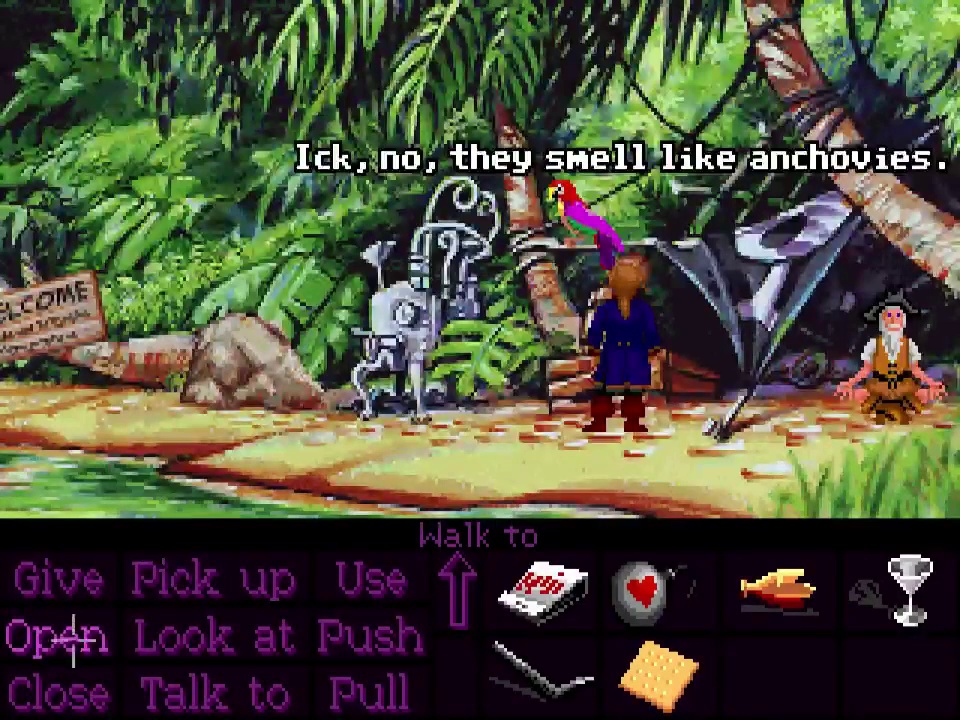 Ick, no, they smell like anchovies.
WELCOME
Walk to
Give Pick up Use
Open Look at Push
Close Talk to Pull